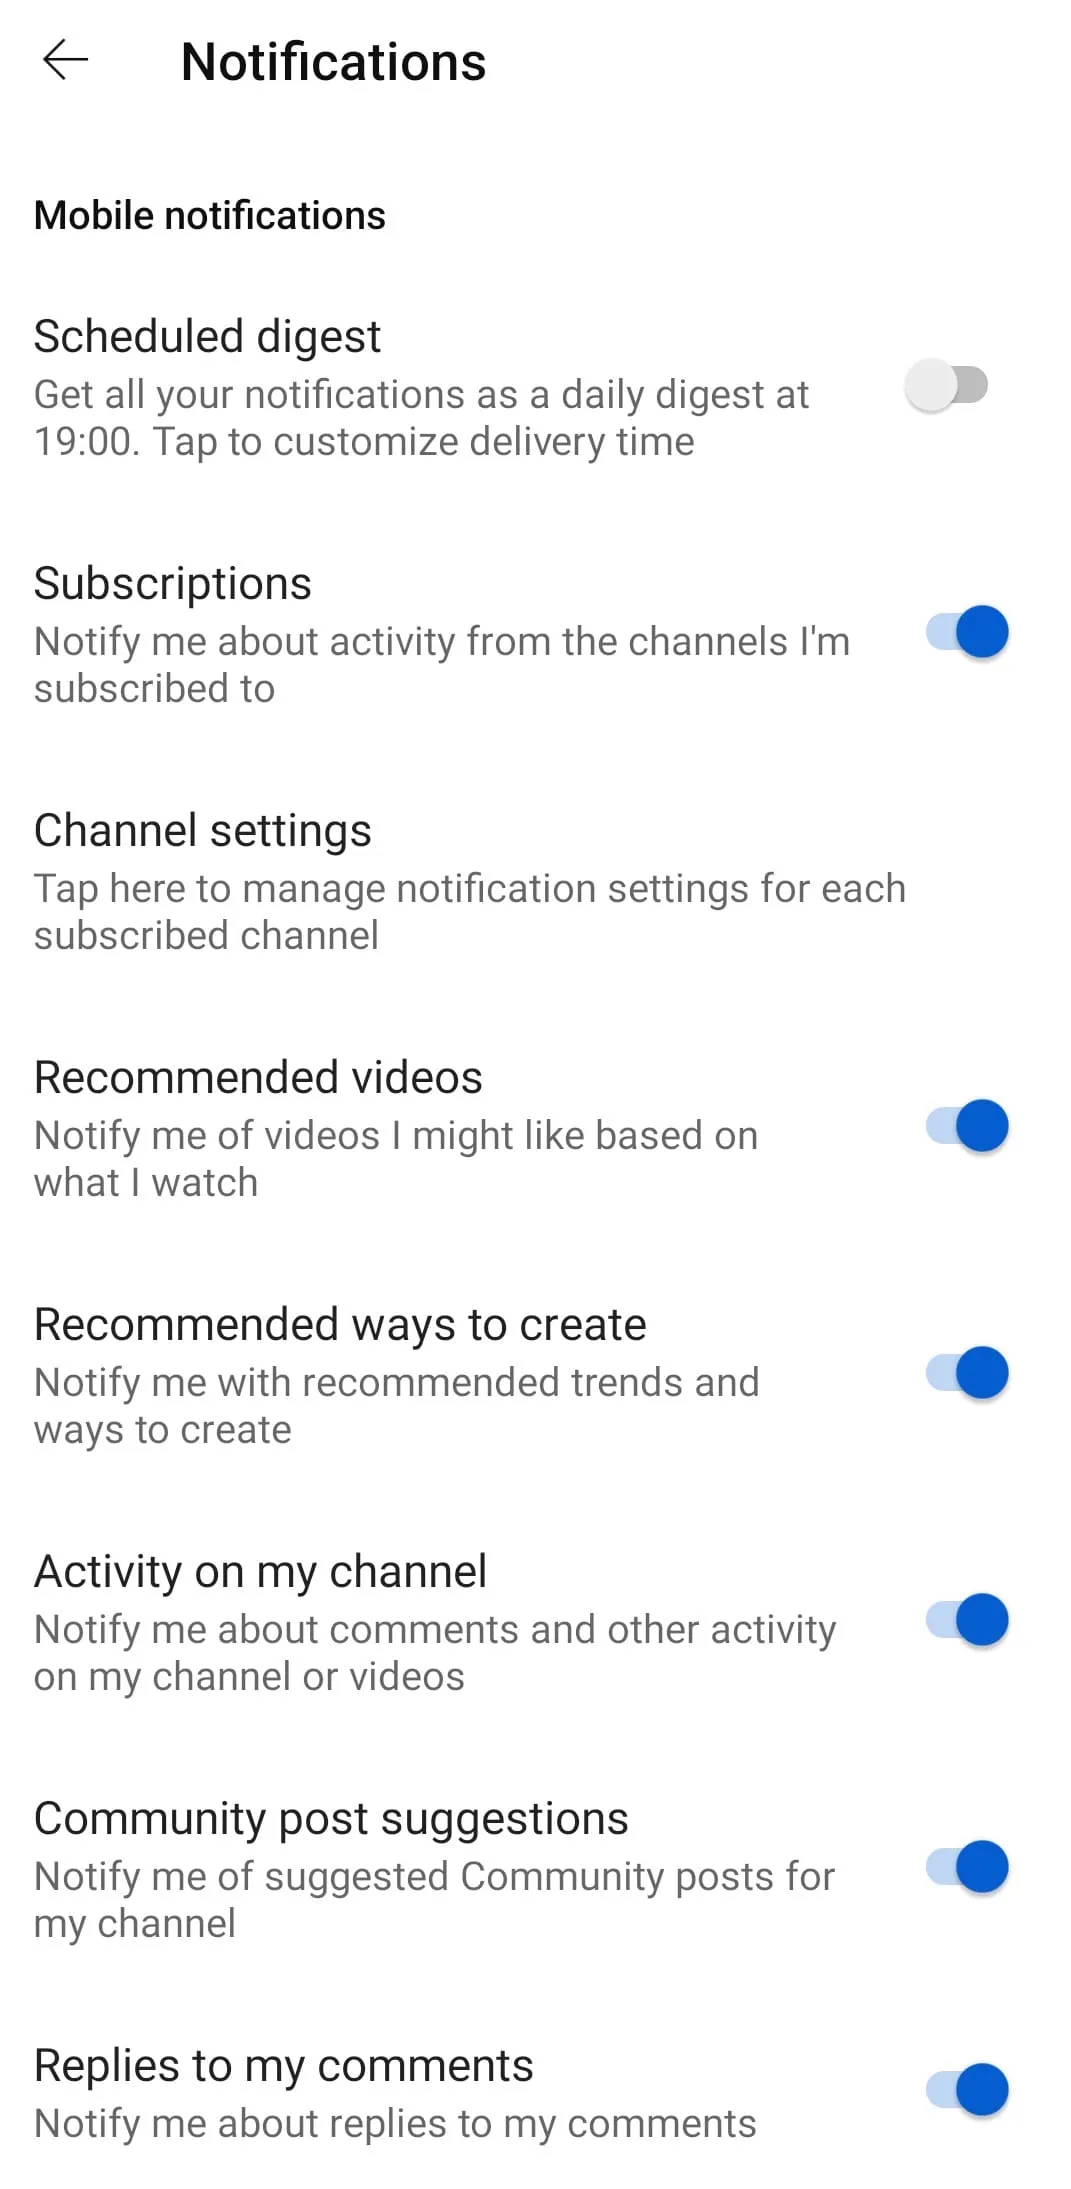 Notifications
Mobile notifications
Scheduled digest
Get all your notifications as a daily digest at
19:00. Tap to customize delivery time
Subscriptions
Notify me about activity from the channels I'm
subscribed to
Channel settings
Tap here to manage notification settings for each
subscribed channel
Recommended videos
Notify me of videos I might like based on
what I watch
Recommended ways to create
Notify me with recommended trends and
ways to create
Activity on my channel
Notify me about comments and other activity
on my channel or videos
Community post suggestions
Notify me of suggested Community posts for
my channel
Replies to my comments
Notify me about replies to my comments